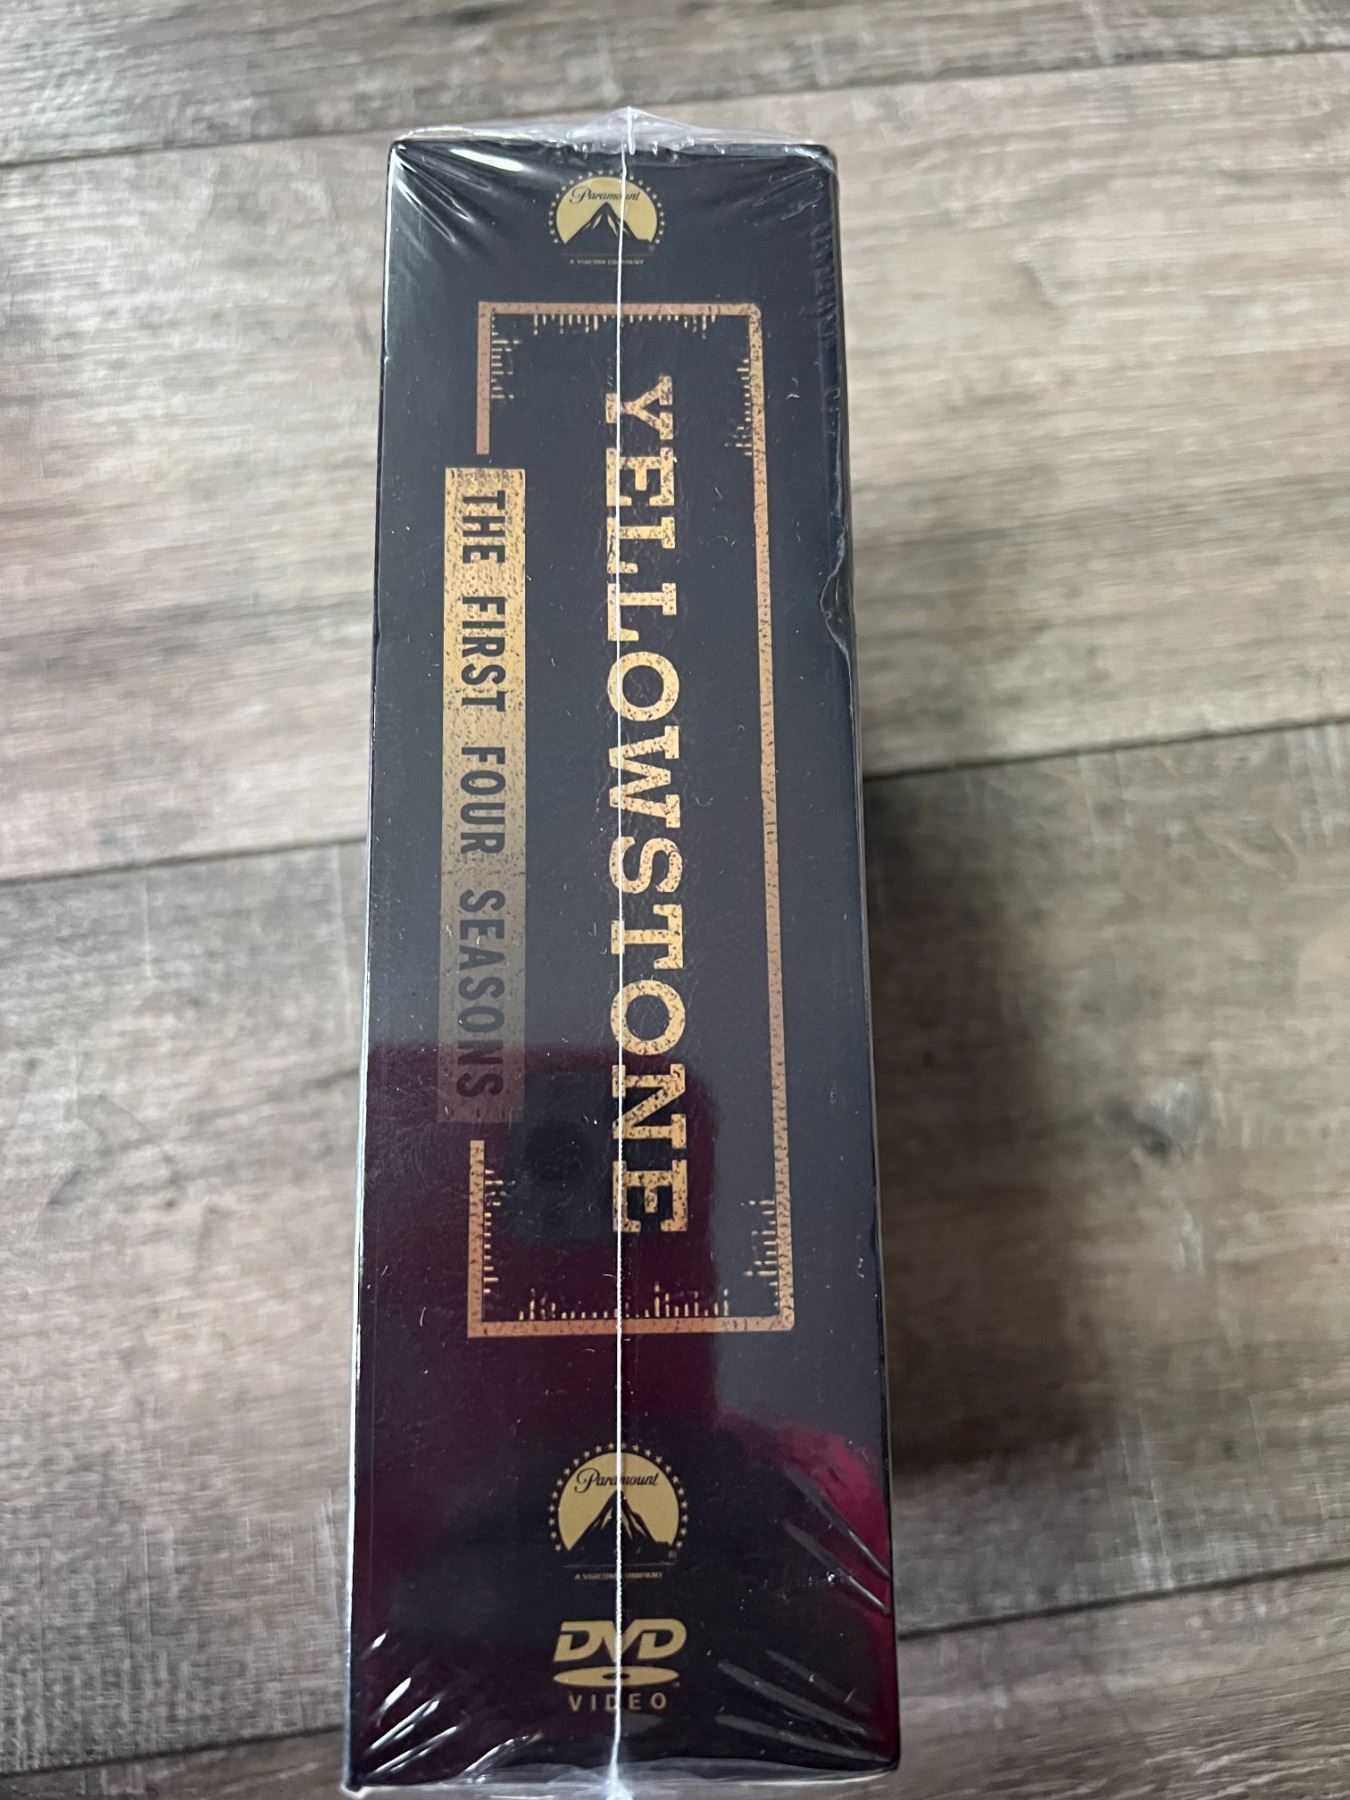 Paramount
A VIACOM COMPANY
YELLOWSTONE
THE FIRST FOUR SEASONS
Paramount
A VIACOM COMPANY
DVD
VIDEO